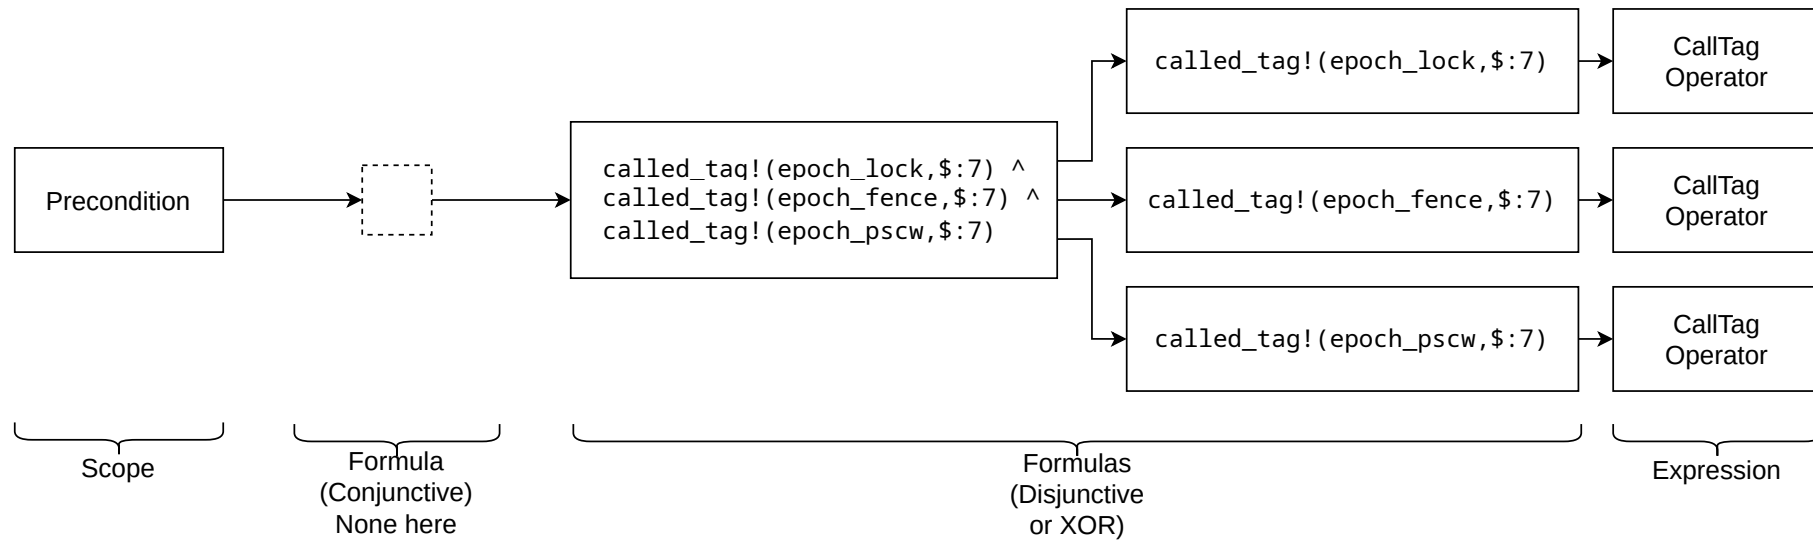 Precondition
called_tag!(epoch_lock,$:7) ^
called_tag!(epoch_fence,$:7) ^
called_tag!(epoch_pscw,$:7)
called_tag!(epoch_lock,$:7)
CallTag
Operator
called_tag!(epoch_fence,$:7)
CallTag
Operator
called_tag!(epoch_pscw,$:7)
CallTag
Operator
Scope
Formula
(Conjunctive)
None here
Formulas
(Disjunctive
or XOR)
Expression